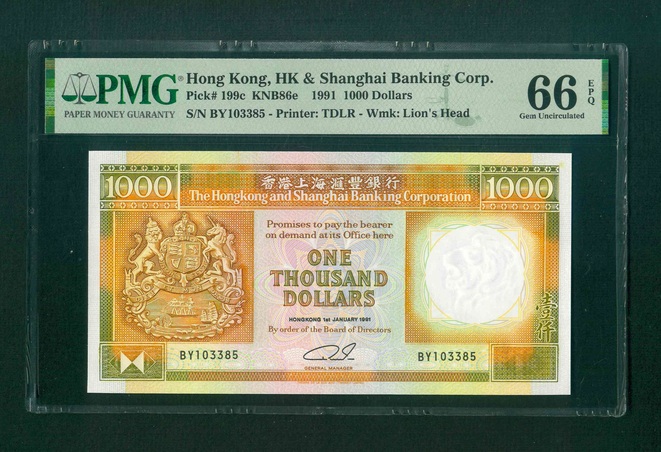 PMG
PAPER MONEY GUARANTY
Hong Kong, HK & Shanghai Banking Corp.
Pick# 199c KNB86e 1991 1000 Dollars
S/N BY103385 - Printer: TDLR - Wmk: Lion's Head
66 EPQ
Gem Uncirculated
1000 香港上海滙豐銀行 1000
The Hongkong and Shanghai Banking Corporation
Promises to pay the bearer
on demand at its Office here
ONE
THOUSAND
DOLLARS
壹仟
HONGKONG 1st JANUARY 1991
By order of the Board of Directors
BY103385 BY103385
GENERAL MANAGER